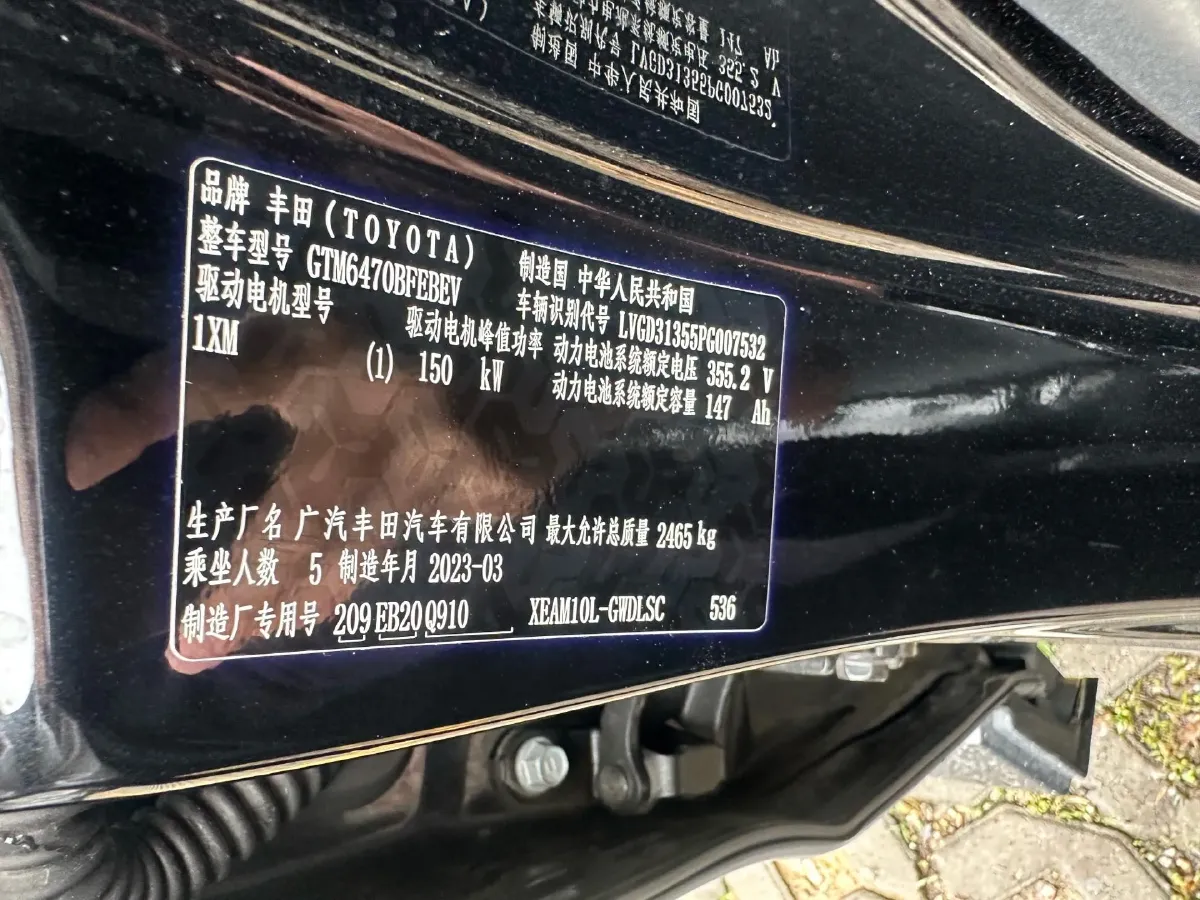 品牌 丰田(TOYOTA) 制造国 中华人民共和国
整车型号 GTM6470BFEBEV 车辆识别代号 LVGD31355PG007532
驱动电机型号 驱动电机峰值功率 动力电池系统额定电压 355.2 V
1XM (1) 150 kW 动力电池系统额定容量 147 Ah
生产厂名 广汽丰田汽车有限公司 最大允许总质量 2465 kg
乘坐人数 5 制造年月 2023-03
制造厂专用号 209 EB20 Q910 XEAM10L-GWDLSC 536